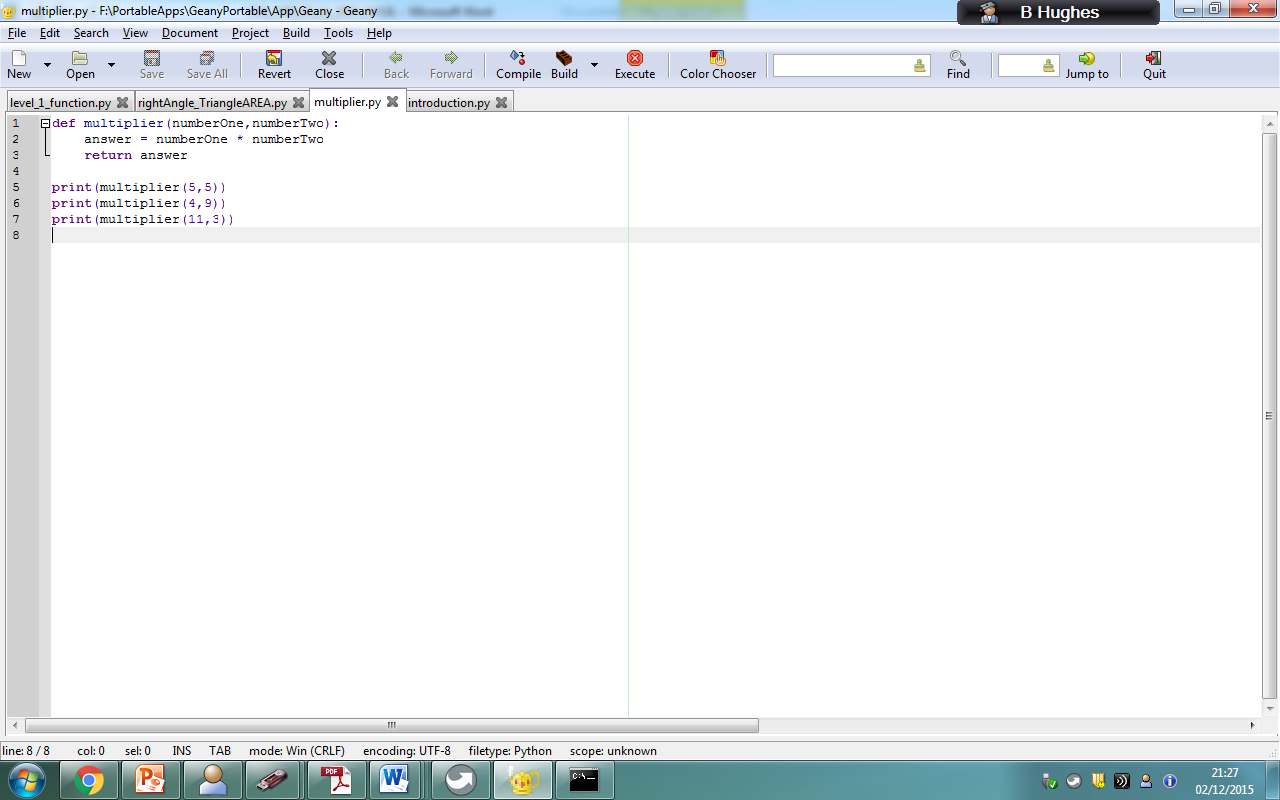 multiplier.py - F:\PortableApps\GeanyPortable\App\Geany - Geany
B Hughes
File Edit Search View Document Project Build Tools Help
New Open Save Save All Revert Close Back Forward Compile Build Execute Color Chooser Find Jump to Quit
level_1_function.py rightAngle_TriangleAREA.py multiplier.py introduction.py
1 def multiplier(numberOne,numberTwo):
2 answer = numberOne * numberTwo
3 return answer
4
5 print(multiplier(5,5))
6 print(multiplier(4,9))
7 print(multiplier(11,3))
8
line: 8 / 8 col: 0 sel: 0 INS TAB mode: Win (CRLF) encoding: UTF-8 filetype: Python scope: unknown
PDF
C:\
21:27
02/12/2015